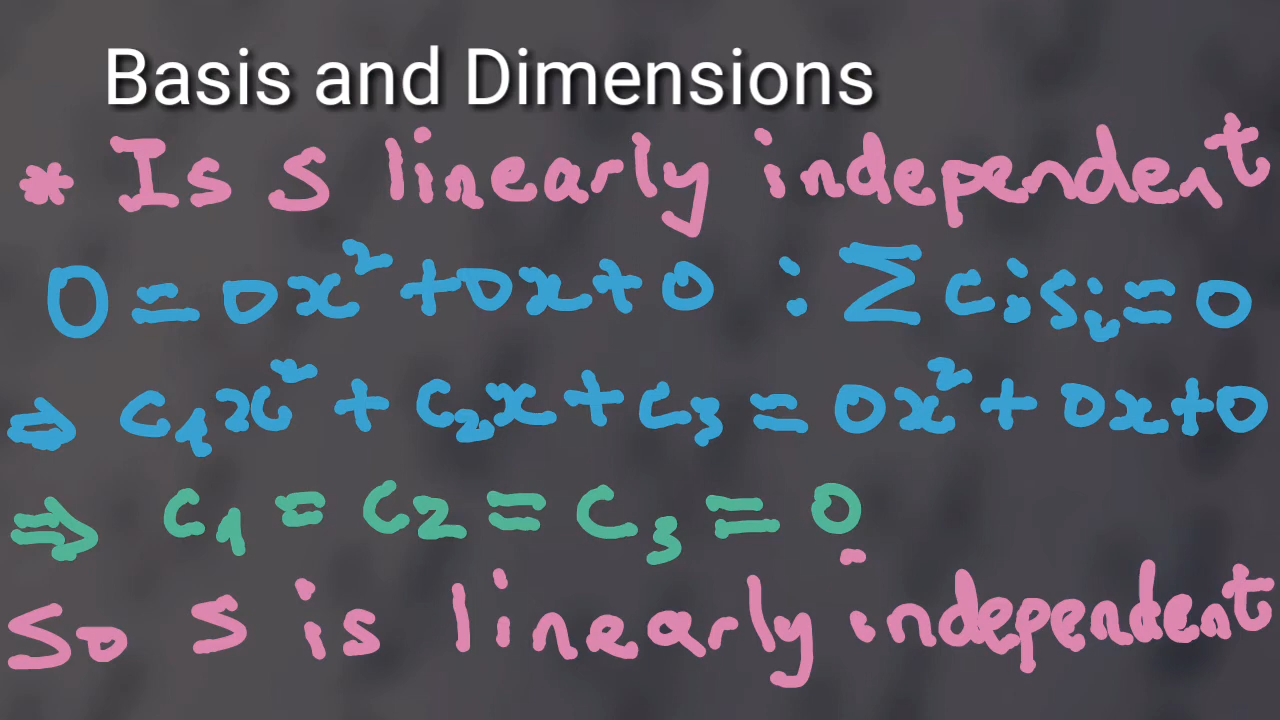 Basis and Dimensions
* Is S linearly independent
0 = 0x² + 0x + 0 : Σ cᵢsᵢ = 0
⇒ c₁x² + c₂x + c₃ = 0x² + 0x + 0
⇒ c₁ = c₂ = c₃ = 0
So S is linearly independent